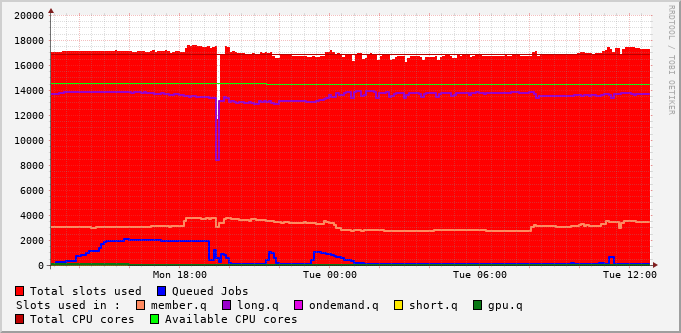 RRDTOOL / TOBI OETIKER
20000
18000
16000
14000
12000
10000
8000
6000
4000
2000
0
Mon 18:00 Tue 00:00 Tue 06:00 Tue 12:00
Total slots used Queued Jobs
Slots used in : member.q long.q ondemand.q short.q gpu.q
Total CPU cores Available CPU cores